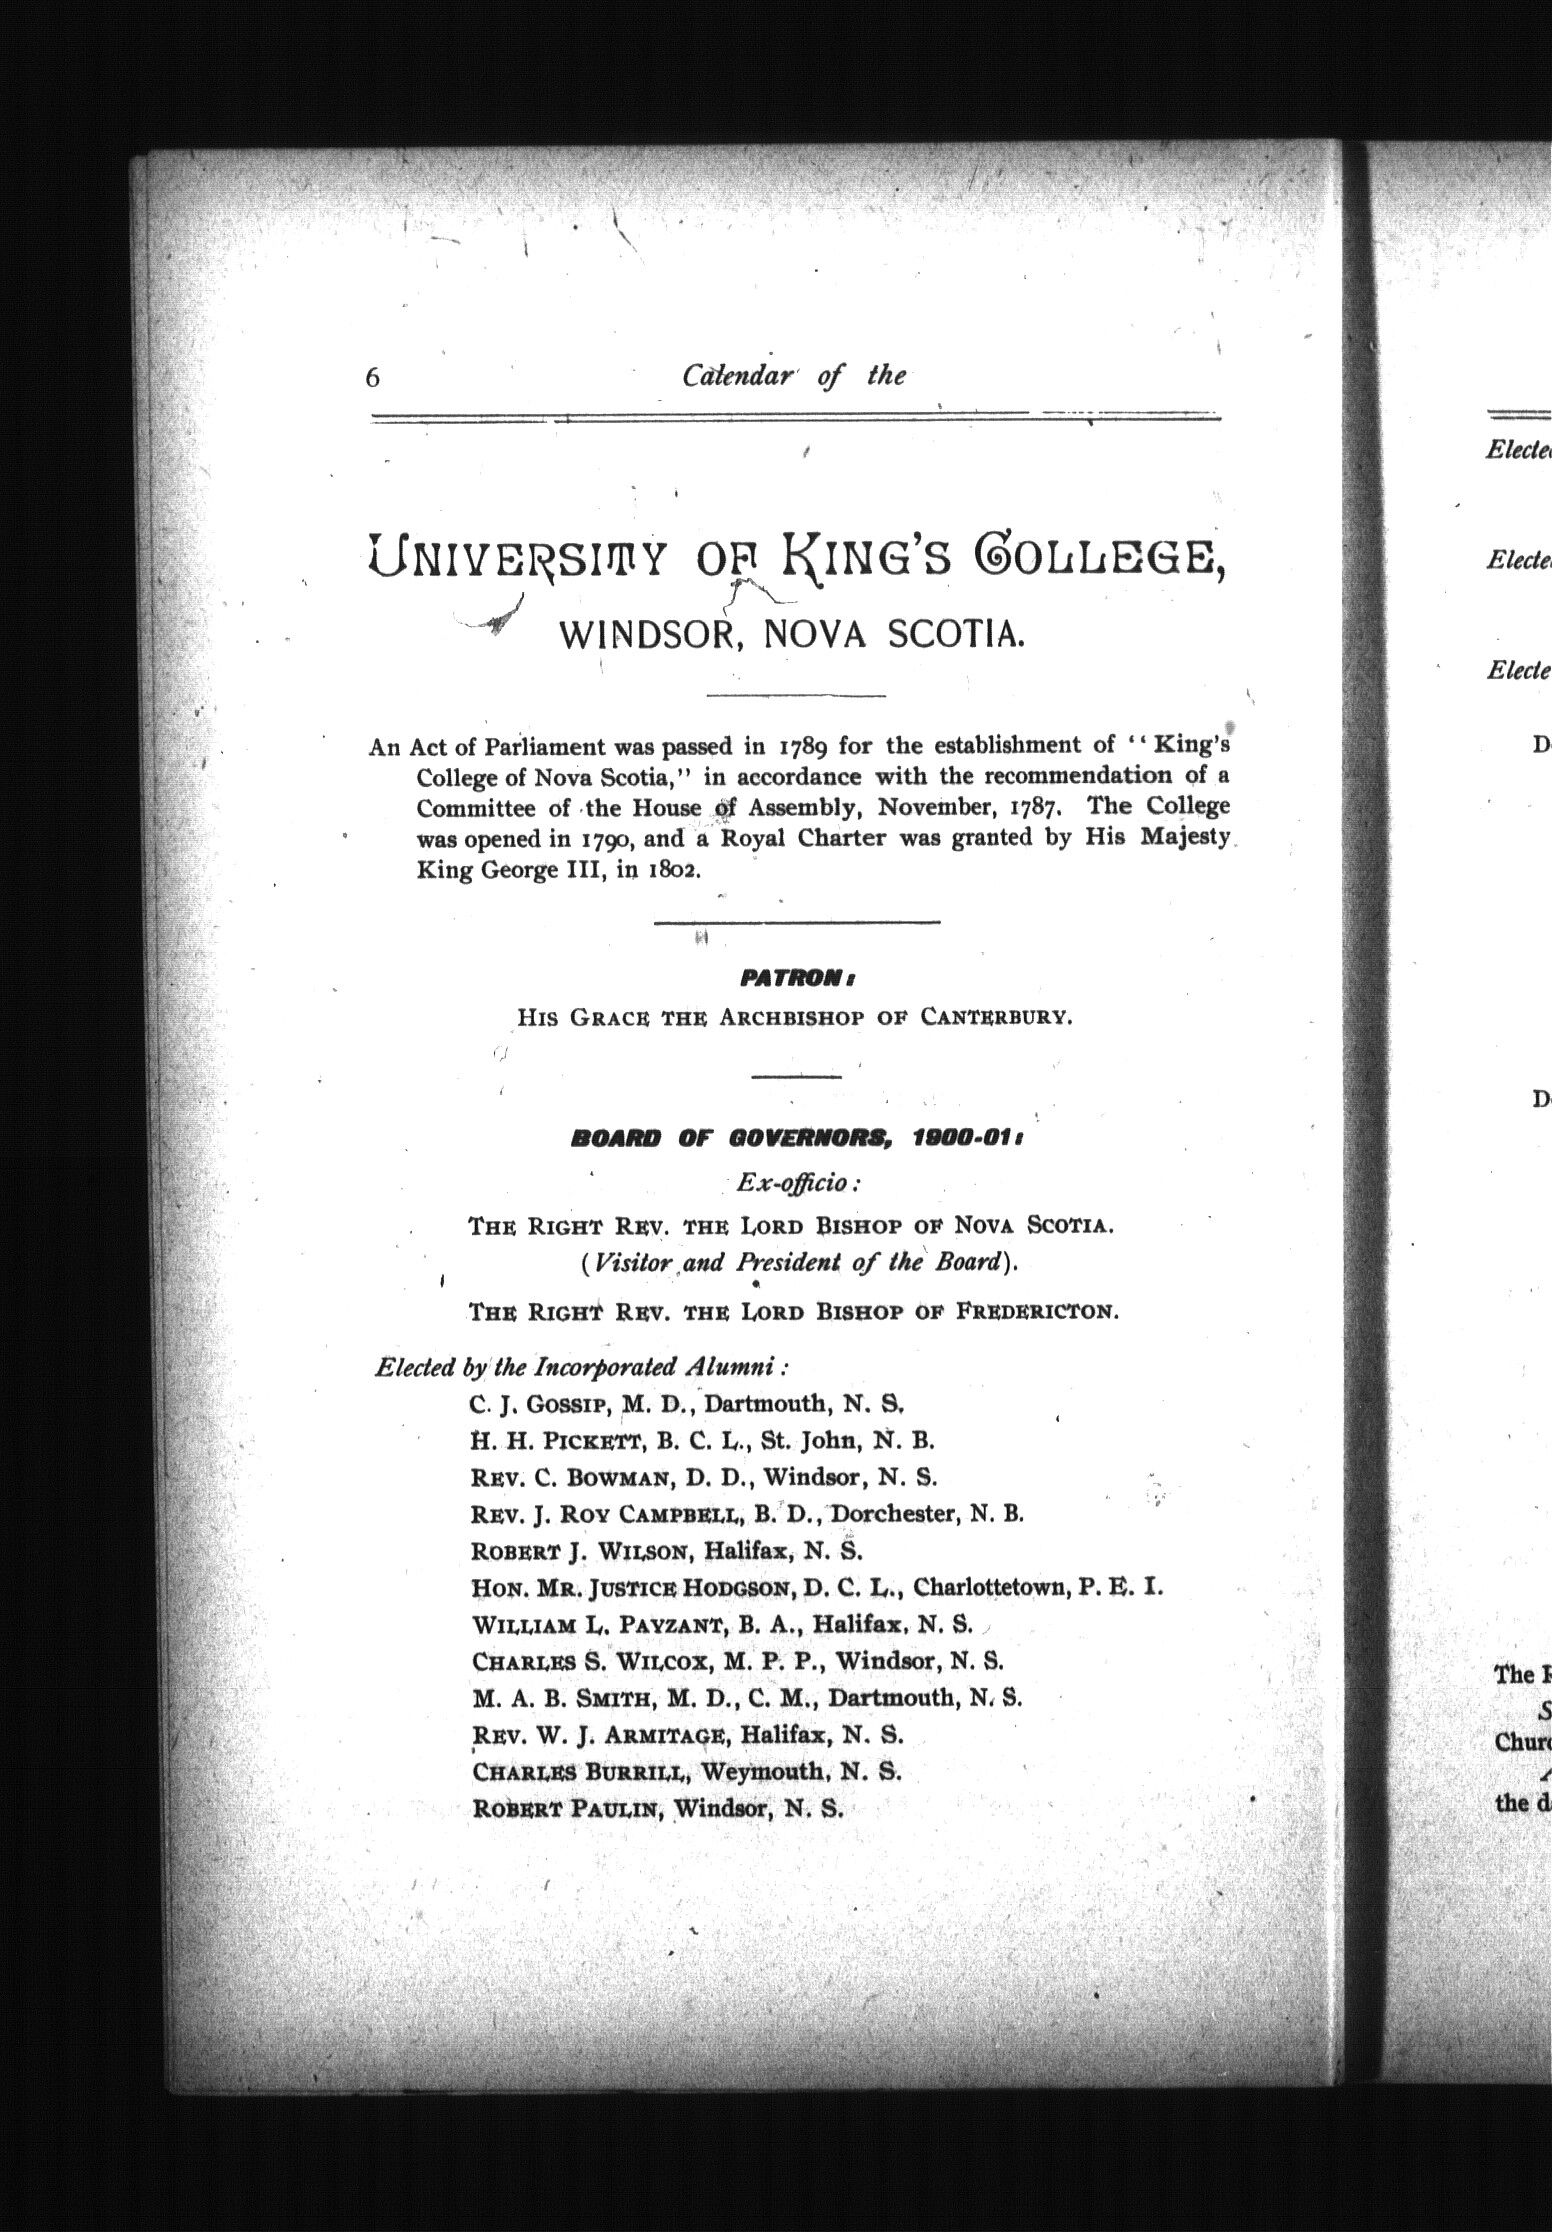 6 Calendar of the
UNIVERSITY OF KING'S COLLEGE,
WINDSOR, NOVA SCOTIA.
An Act of Parliament was passed in 1789 for the establishment of "King's
College of Nova Scotia," in accordance with the recommendation of a
Committee of the House of Assembly, November, 1787. The College
was opened in 1790, and a Royal Charter was granted by His Majesty
King George III, in 1802.
PATRON:
HIS GRACE THE ARCHBISHOP OF CANTERBURY.
BOARD OF GOVERNORS, 1900-01:
Ex-officio:
THE RIGHT REV. THE LORD BISHOP OF NOVA SCOTIA.
(Visitor and President of the Board).
THE RIGHT REV. THE LORD BISHOP OF FREDERICTON.
Elected by the Incorporated Alumni:
C. J. GOSSIP, M. D., Dartmouth, N. S.
H. H. PICKETT, B. C. L., St. John, N. B.
REV. C. BOWMAN, D. D., Windsor, N. S.
REV. J. ROY CAMPBELL, B. D., Dorchester, N. B.
ROBERT J. WILSON, Halifax, N. S.
HON. MR. JUSTICE HODGSON, D. C. L., Charlottetown, P. E. I.
WILLIAM L. PAYZANT, B. A., Halifax, N. S.
CHARLES S. WILCOX, M. P. P., Windsor, N. S.
M. A. B. SMITH, M. D., C. M., Dartmouth, N. S.
REV. W. J. ARMITAGE, Halifax, N. S.
CHARLES BURRILL, Weymouth, N. S.
ROBERT PAULIN, Windsor, N. S.
The
the